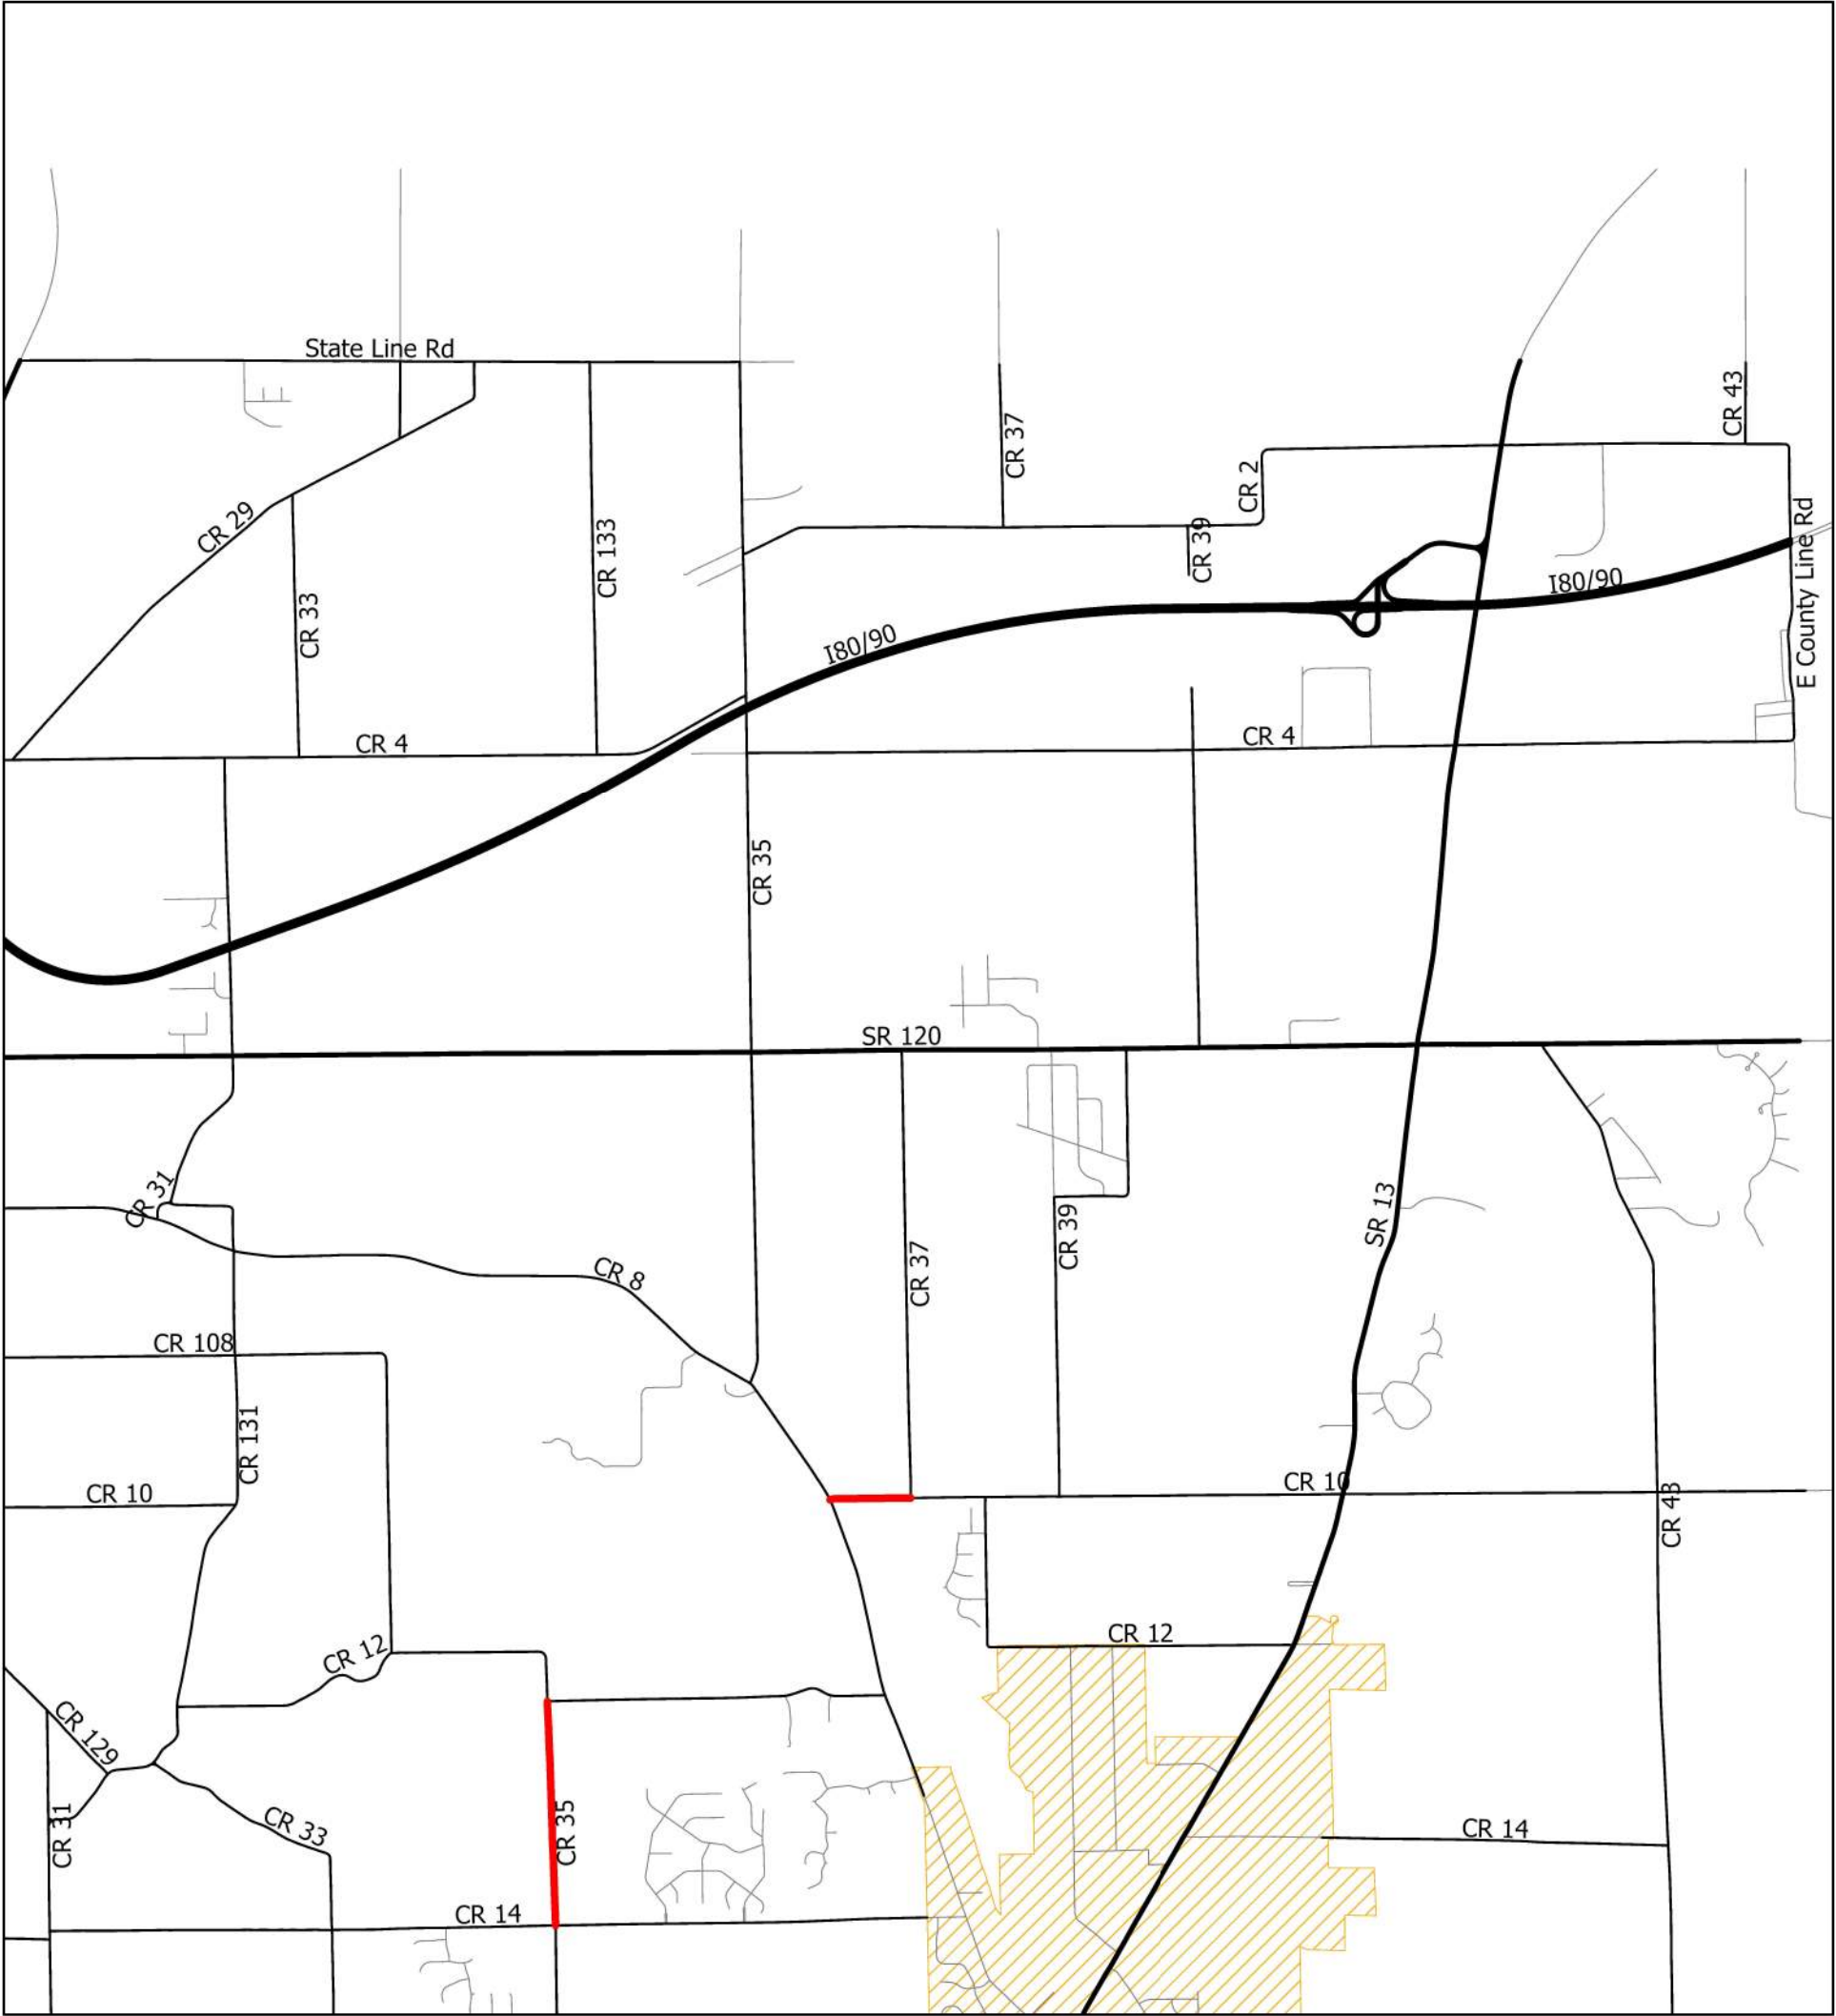 State Line Rd
CR 43
CR 37
CR 2
CR 29
CR 133
CR 39
E County Line Rd
I80/90
CR 33
I80/90
CR 4
CR 4
CR 35
SR 120
CR 31
SR 13
CR 39
CR 37
CR 8
CR 108
CR 131
CR 10
CR 10
CR 43
CR 12
CR 12
CR 129
CR 33
CR 31
CR 35
CR 14
CR 14